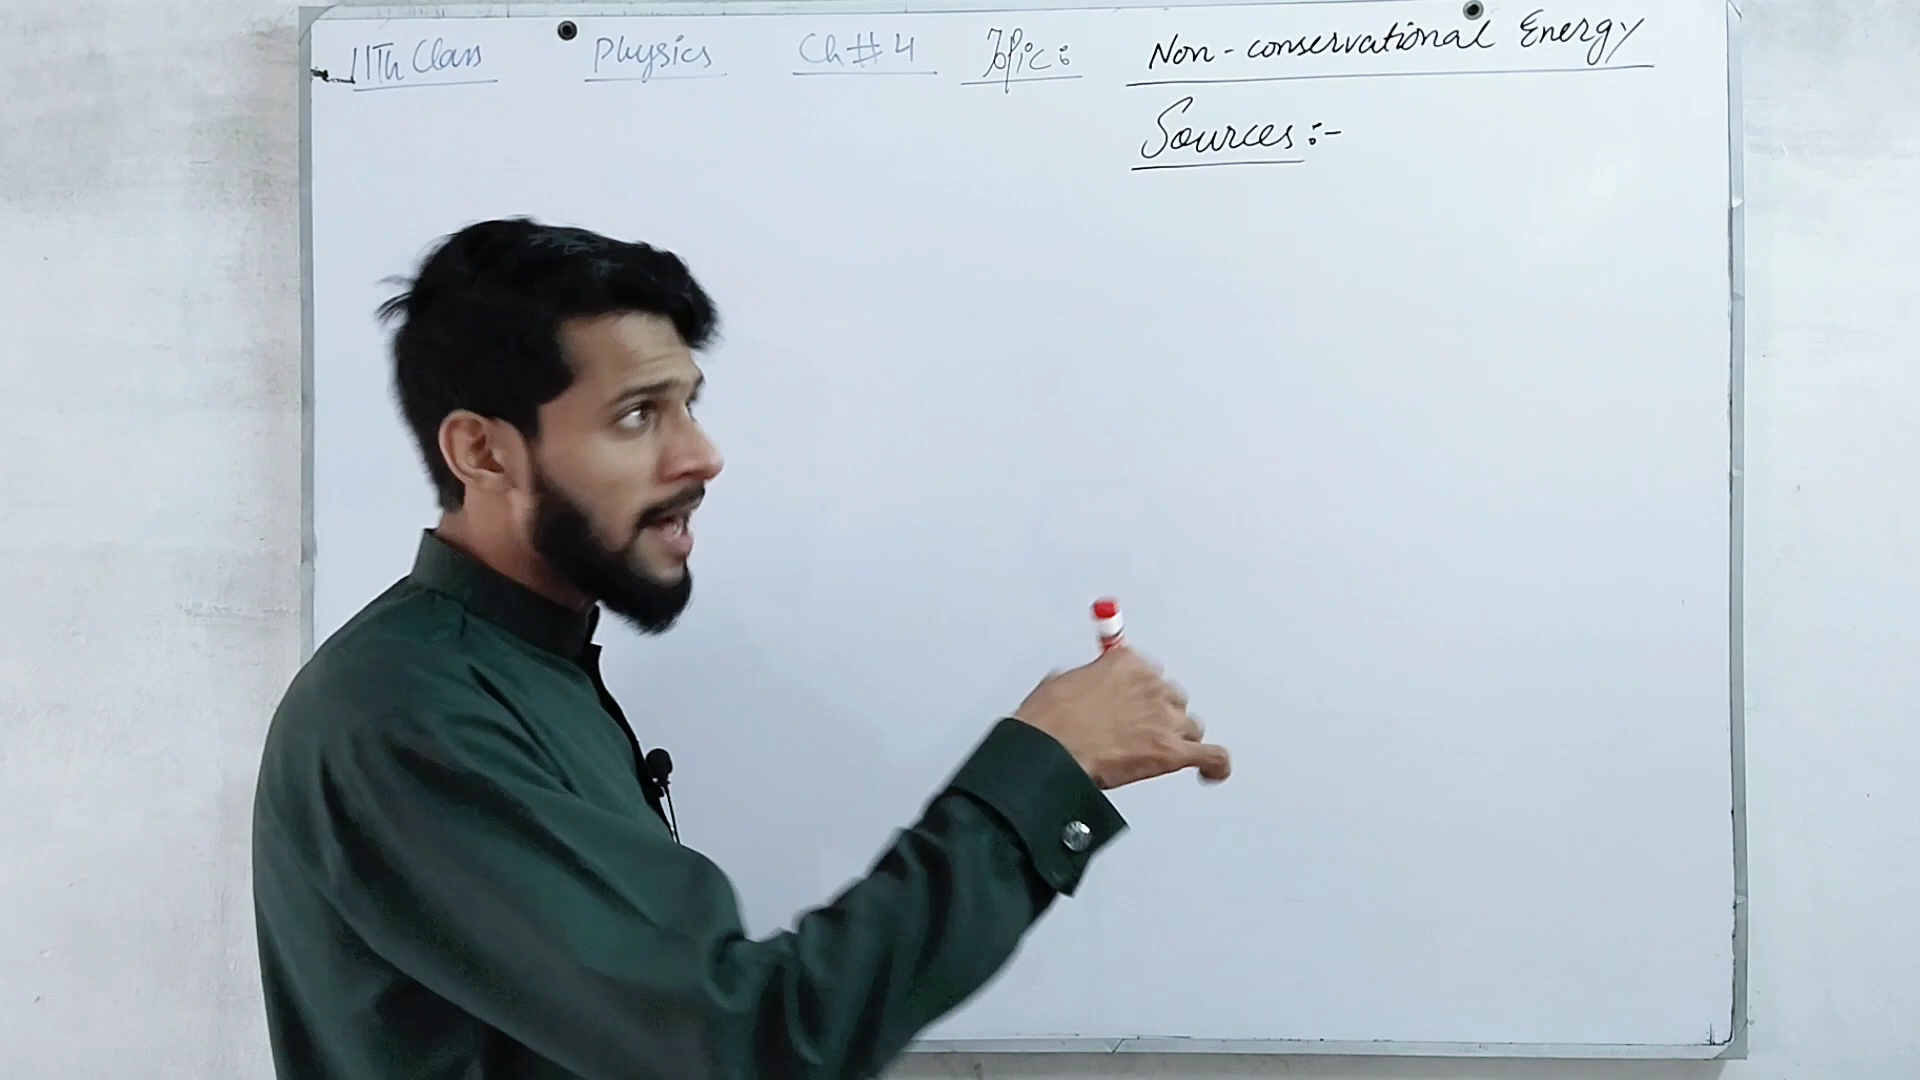 11Th Class Physics Ch # 4 Topic: Non-conservational Energy
Sources:-